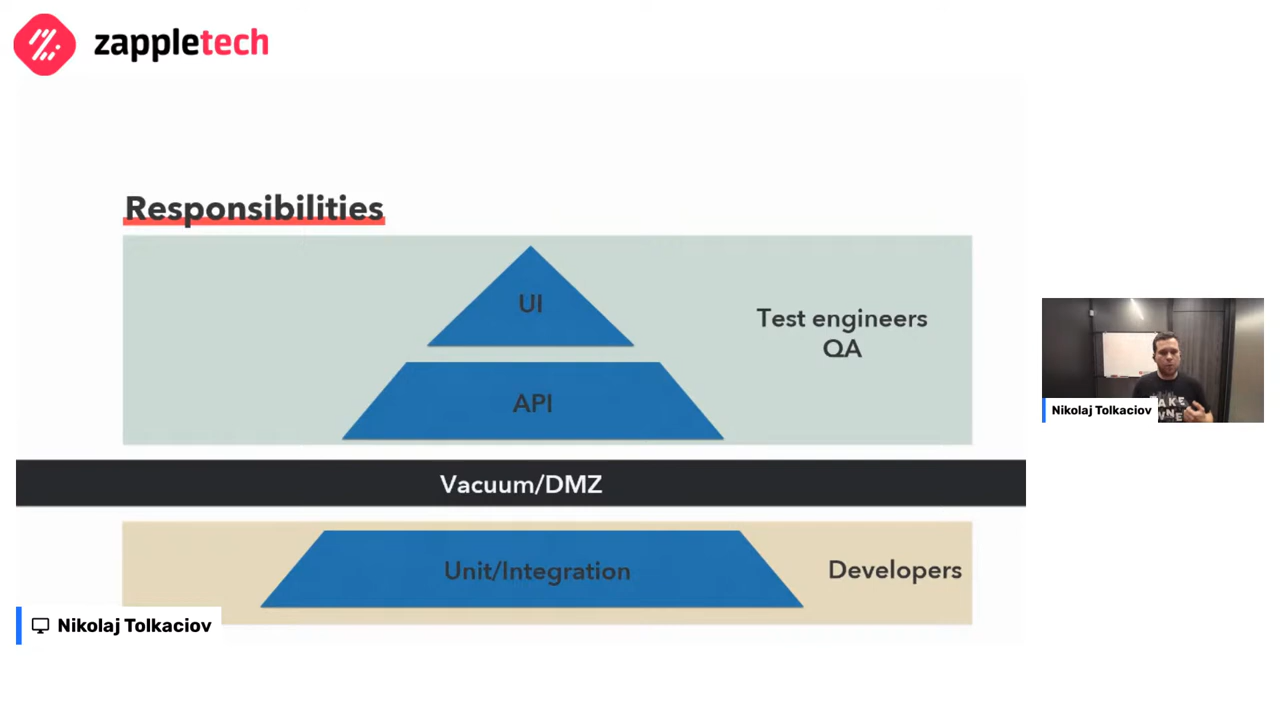 zappletech
Responsibilities
UI
Test engineers
QA
API
Vacuum/DMZ
Unit/Integration
Developers
Nikolaj Tolkaciov
Nikolaj Tolkaciov